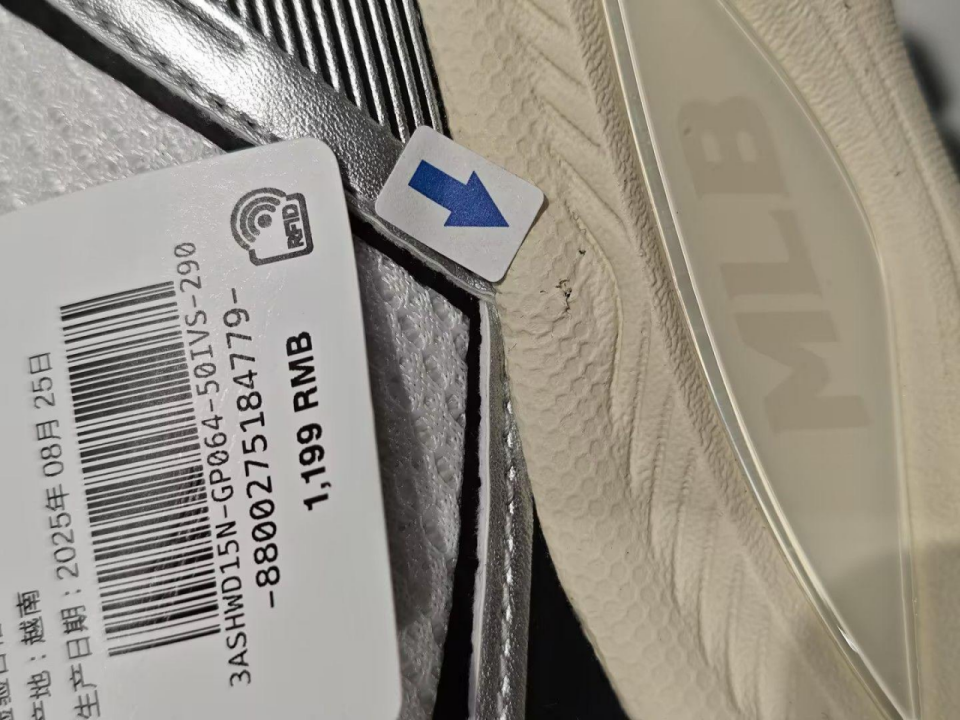 产地：越南
生产日期：2025年 08月 25日
3ASHWD15N-GP064-50IVS-290
-8800275184779-
1,199 RMB
RFID
MLB